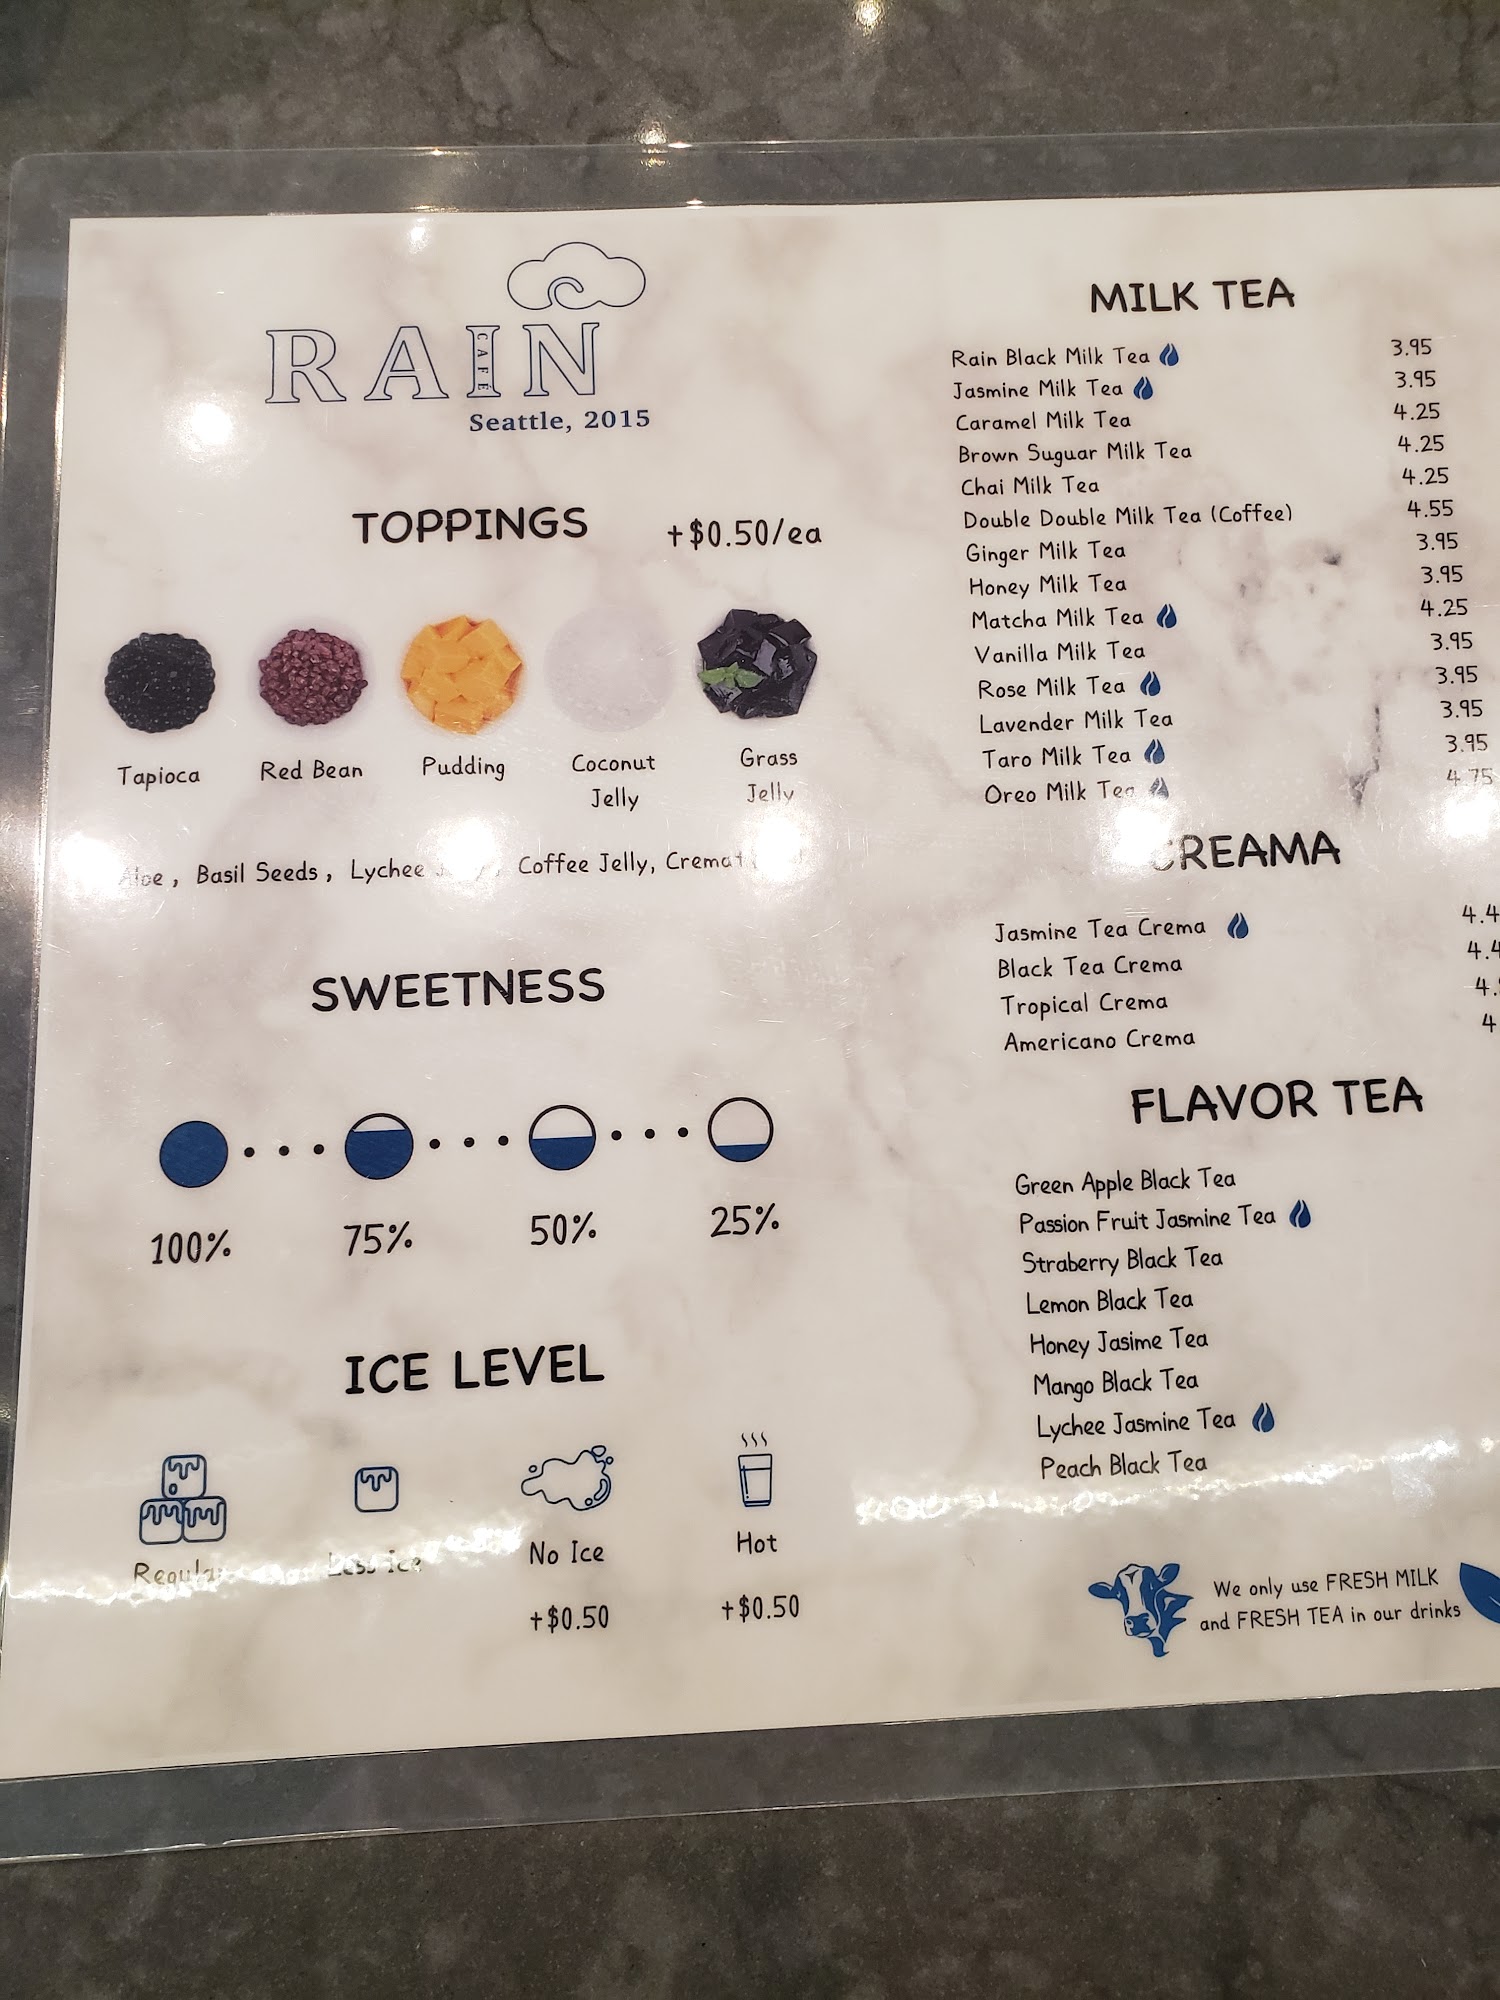 RAIN
CAFÉ
Seattle, 2015
TOPPINGS +$0.50/ea
Tapioca
Red Bean
Pudding
Coconut
Jelly
Grass
Jelly
Aloe, Basil Seeds, Lychee Coffee Jelly,
SWEETNESS
100% 75% 50% 25%
ICE LEVEL
Regular
Less ice
No Ice
Hot
+$0.50
+$0.50
MILK TEA
Rain Black Milk Tea 3.95
Jasmine Milk Tea 3.95
Caramel Milk Tea 4.25
Brown Suguar Milk Tea 4.25
Chai Milk Tea 4.25
Double Double Milk Tea (Coffee) 4.55
Ginger Milk Tea 3.95
Honey Milk Tea 3.95
Matcha Milk Tea 4.25
Vanilla Milk Tea 3.95
Rose Milk Tea 3.95
Lavender Milk Tea 3.95
Taro Milk Tea 3.95
Oreo Milk Tea 4.75
CREAMA
Jasmine Tea Crema
Black Tea Crema
Tropical Crema
Americano Crema
FLAVOR TEA
Green Apple Black Tea
Passion Fruit Jasmine Tea
Straberry Black Tea
Lemon Black Tea
Honey Jasime Tea
Mango Black Tea
Lychee Jasmine Tea
Peach Black Tea
We only use FRESH MILK
and FRESH TEA in our drinks